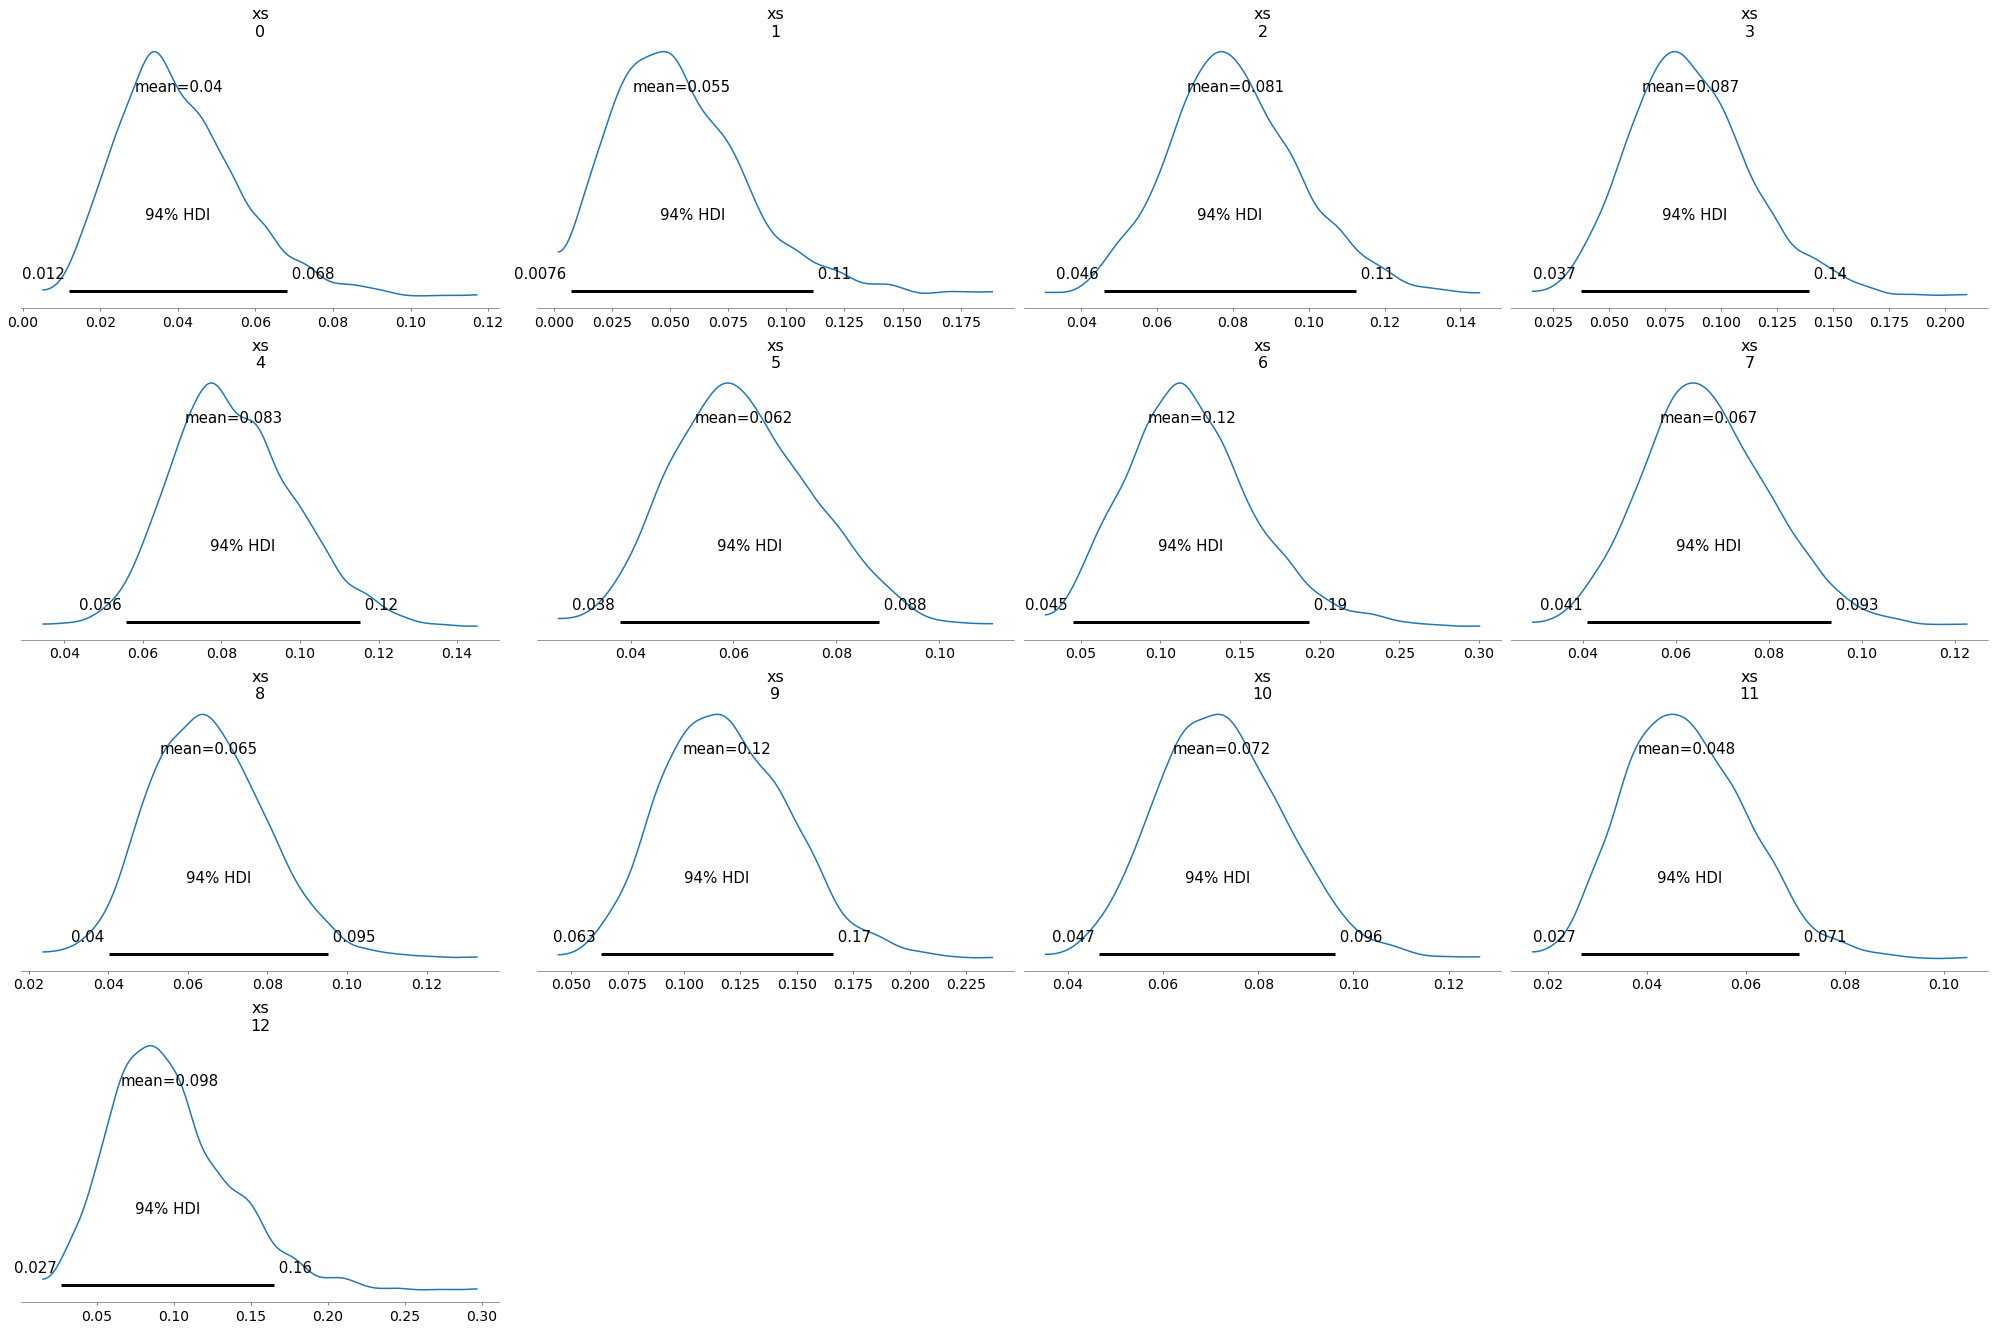 xs
0
mean=0.04
94% HDI
0.012 0.068
0.00 0.02 0.04 0.06 0.08 0.10 0.12
xs
1
mean=0.055
94% HDI
0.0076 0.11
0.000 0.025 0.050 0.075 0.100 0.125 0.150 0.175
xs
2
mean=0.081
94% HDI
0.046 0.11
0.04 0.06 0.08 0.10 0.12 0.14
xs
3
mean=0.087
94% HDI
0.037 0.14
0.025 0.050 0.075 0.100 0.125 0.150 0.175 0.200
xs
4
mean=0.083
94% HDI
0.056 0.12
0.04 0.06 0.08 0.10 0.12 0.14
xs
5
mean=0.062
94% HDI
0.038 0.088
0.04 0.06 0.08 0.10
xs
6
mean=0.12
94% HDI
0.045 0.19
0.05 0.10 0.15 0.20 0.25 0.30
xs
7
mean=0.067
94% HDI
0.041 0.093
0.04 0.06 0.08 0.10 0.12
xs
8
mean=0.065
94% HDI
0.04 0.095
0.02 0.04 0.06 0.08 0.10 0.12
xs
9
mean=0.12
94% HDI
0.063 0.17
0.050 0.075 0.100 0.125 0.150 0.175 0.200 0.225
xs
10
mean=0.072
94% HDI
0.047 0.096
0.04 0.06 0.08 0.10 0.12
xs
11
mean=0.048
94% HDI
0.027 0.071
0.02 0.04 0.06 0.08 0.10
xs
12
mean=0.098
94% HDI
0.027 0.16
0.05 0.10 0.15 0.20 0.25 0.30